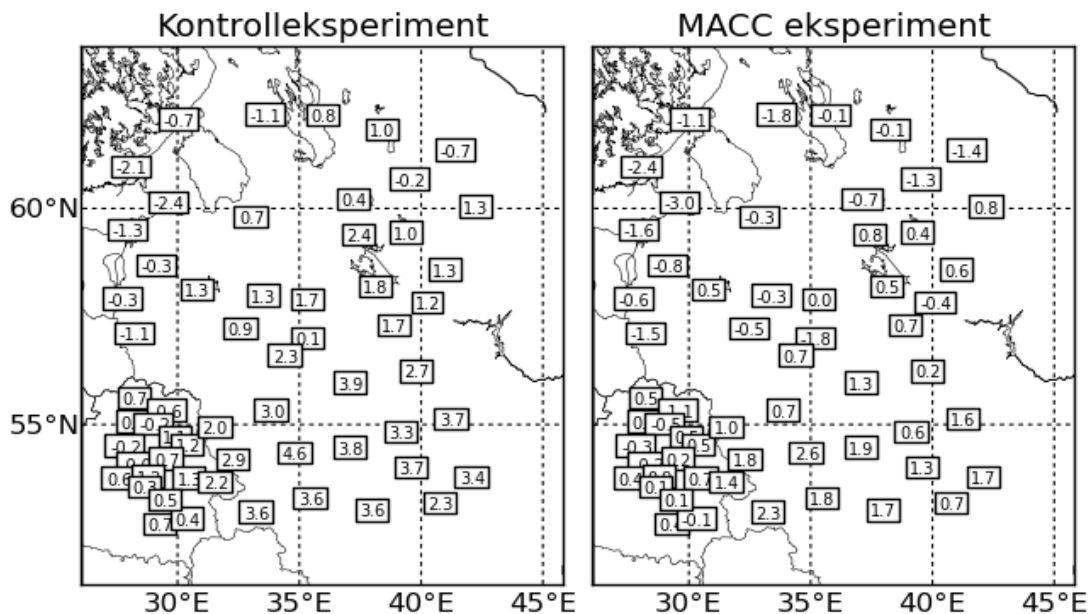 Kontrolleksperiment MACC eksperiment
-0.7 -1.1 0.8 1.0 -0.7
-2.1 -0.2
-2.4 0.4 1.3
60°N
-1.3 0.7 2.4 1.0
-0.3 1.3
1.3 1.8
-0.3 1.3 1.7 1.2
-1.1 0.9 1.7
0.1
2.3 2.7
3.9
0.7
55°N
3.0 3.7
2.0 3.3
-0.2 4.6 3.8
0.7 2.9 3.7
2.2 3.4
0.5 3.6 2.3
0.7 0.4 3.6 3.6
30°E 35°E 40°E 45°E
-1.1 -1.8 -0.1 -0.1 -1.4
-2.4 -1.3
-3.0 -0.7 0.8
-1.6 -0.3 0.8 0.4
-0.8 0.6
0.5 0.5
-0.6 -0.3 0.0 -0.4
-1.5 -0.5 0.7
-1.8
0.7 0.2
1.3
0.5
0.7 1.6
1.0 0.6
-0.3 0.5 2.6 1.9
0.2 1.8 1.3
1.4 1.7
0.1 1.8 0.7
-0.1 2.3 1.7
30°E 35°E 40°E 45°E